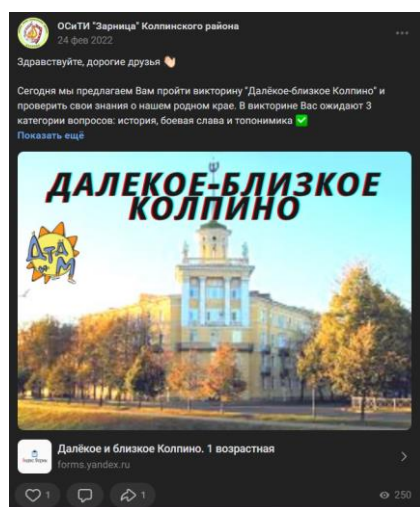 ОСиТИ "Зарница" Колпинского района
24 фев 2022
Здравствуйте, дорогие друзья 👋🏻
Сегодня мы предлагаем Вам пройти викторину "Далёкое-близкое Колпино" и
проверить свои знания о нашем родном крае. В викторине Вас ожидают 3
категории вопросов: история, боевая слава и топонимика ✅
Показать ещё
ДАЛЕКОЕ-БЛИЗКОЕ
КОЛПИНО
Далёкое и близкое Колпино. 1 возрастная
forms.yandex.ru
1
1
250